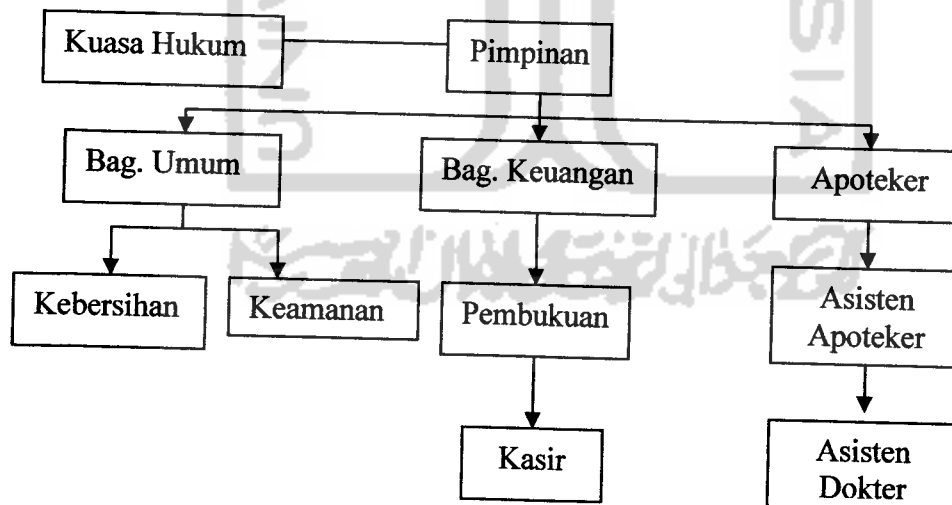 Kuasa Hukum
Pimpinan
Bag. Umum
Bag. Keuangan
Apoteker
Kebersihan
Keamanan
Pembukuan
Asisten
Apoteker
Kasir
Asisten
Dokter